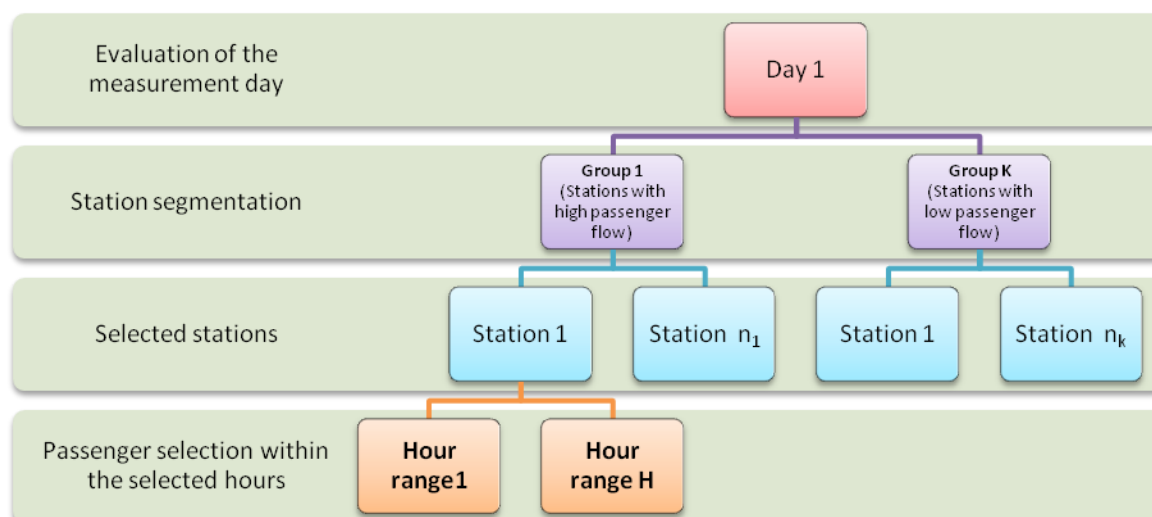 Evaluation of the
measurement day
Day 1
Station segmentation
Group 1
(Stations with
high passenger
flow)
Group K
(Stations with
low passenger
flow)
Selected stations
Station 1
Station n₁
Station 1
Station nₖ
Passenger selection within
the selected hours
Hour
range1
Hour
range H